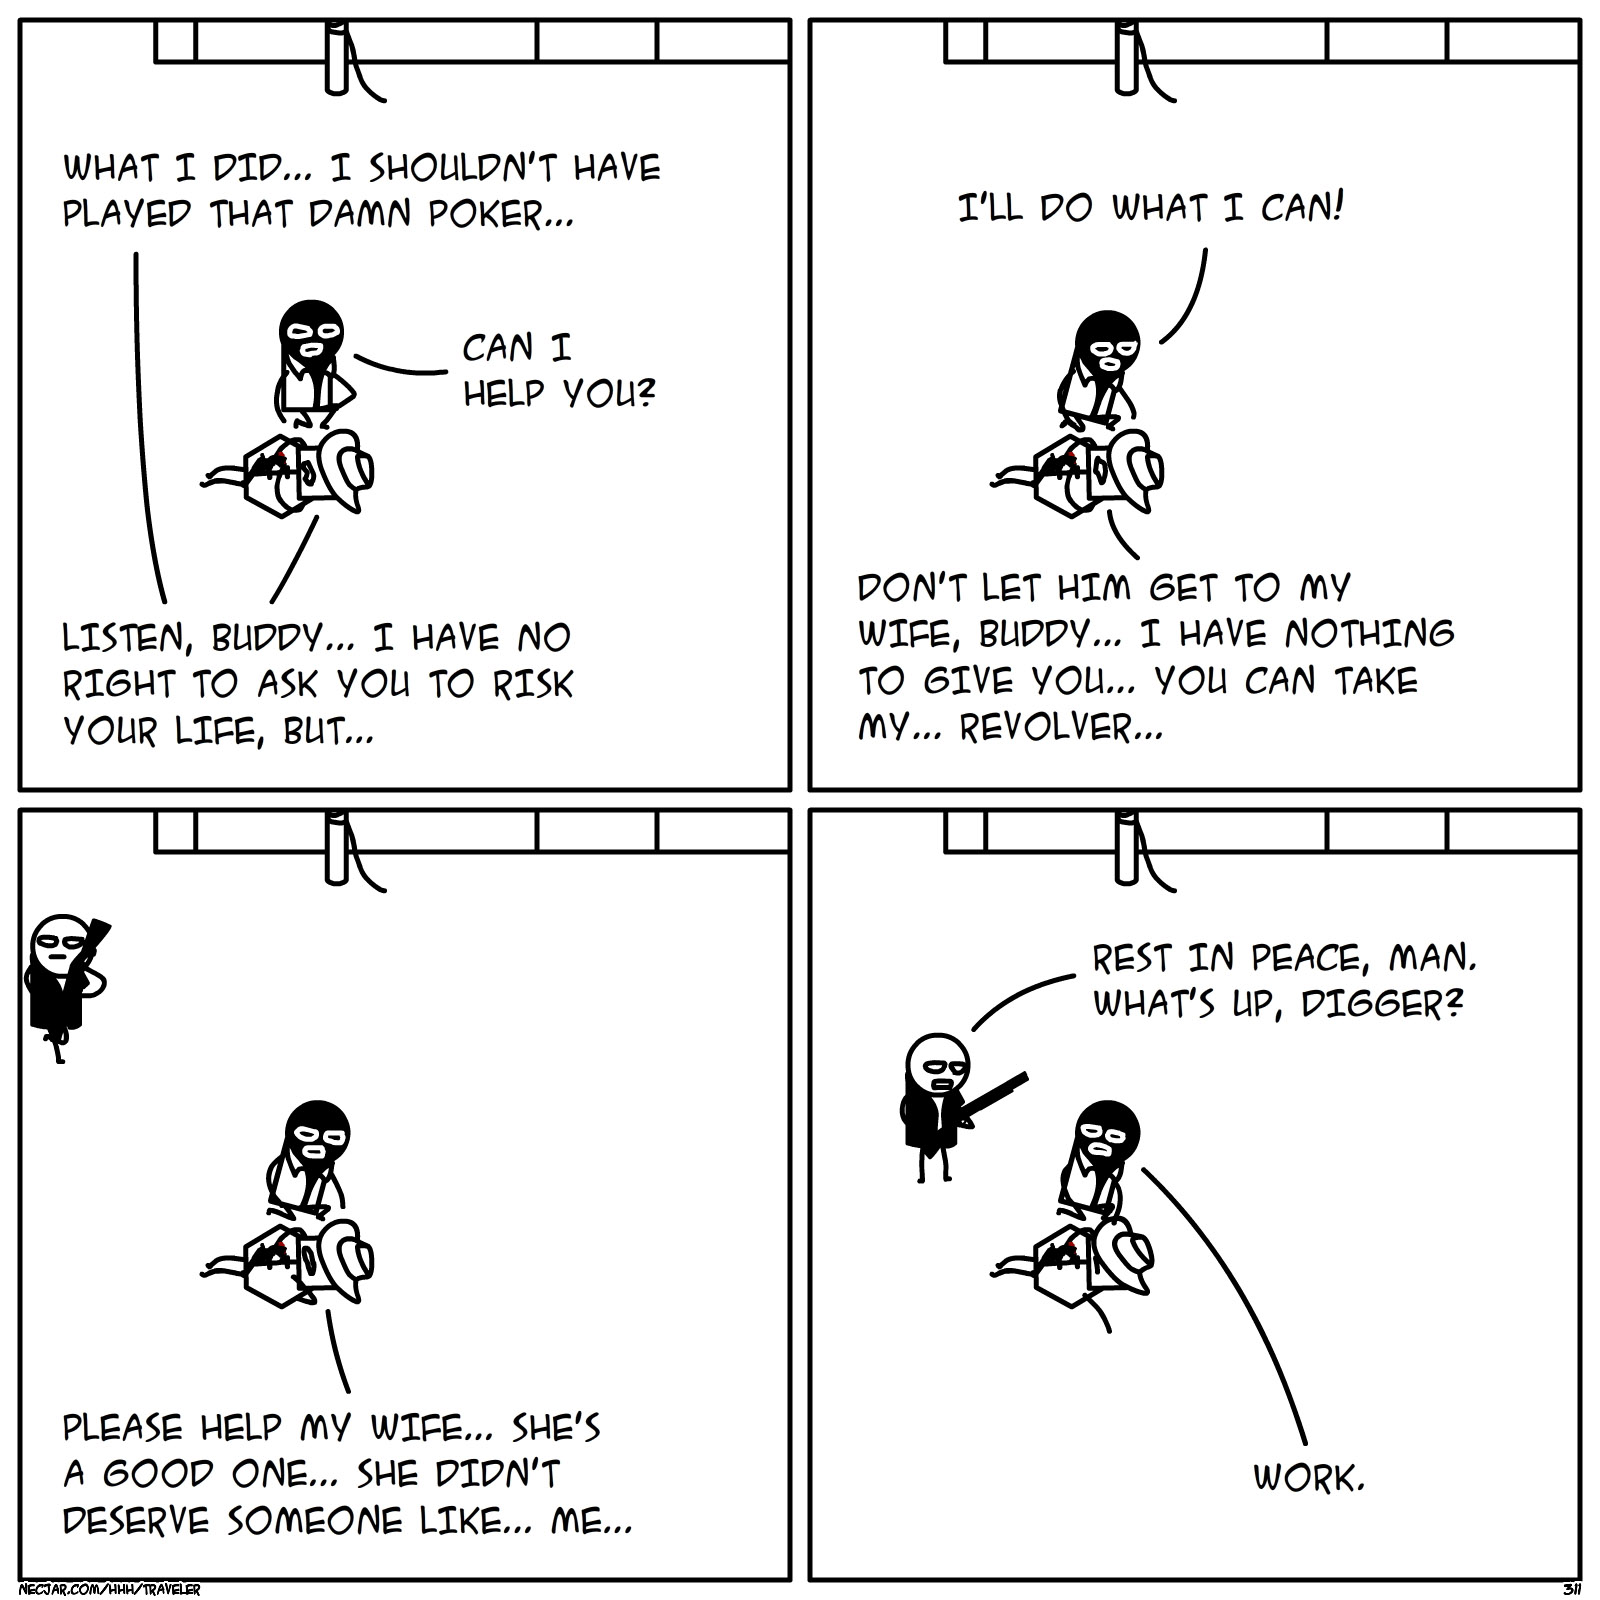 WHAT I DID... I SHOULDN'T HAVE
PLAYED THAT DAMN POKER...
CAN I
HELP YOU?
LISTEN, BUDDY... I HAVE NO
RIGHT TO ASK YOU TO RISK
YOUR LIFE, BUT...
I'LL DO WHAT I CAN!
DON'T LET HIM GET TO MY
WIFE, BUDDY... I HAVE NOTHING
TO GIVE YOU... YOU CAN TAKE
MY... REVOLVER...
PLEASE HELP MY WIFE... SHE'S
A GOOD ONE... SHE DIDN'T
DESERVE SOMEONE LIKE... ME...
REST IN PEACE, MAN.
WHAT'S UP, DIGGER?
WORK.
NECJAR.COM/HHH/TRAVELER
311